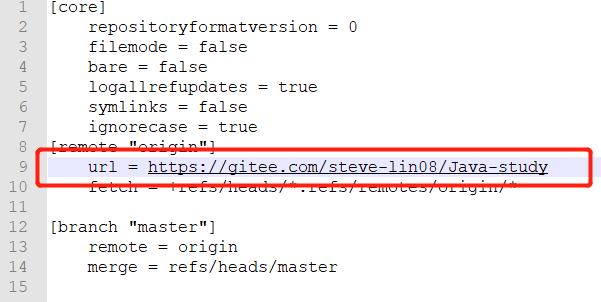 1 [core]
2 repositoryformatversion = 0
3 filemode = false
4 bare = false
5 logallrefupdates = true
6 symlinks = false
7 ignorecase = true
8 [remote "origin"]
9 url = https://gitee.com/steve-lin08/Java-study
10 fetch = +refs/heads/*:refs/remotes/origin/*
11
12 [branch "master"]
13 remote = origin
14 merge = refs/heads/master
15